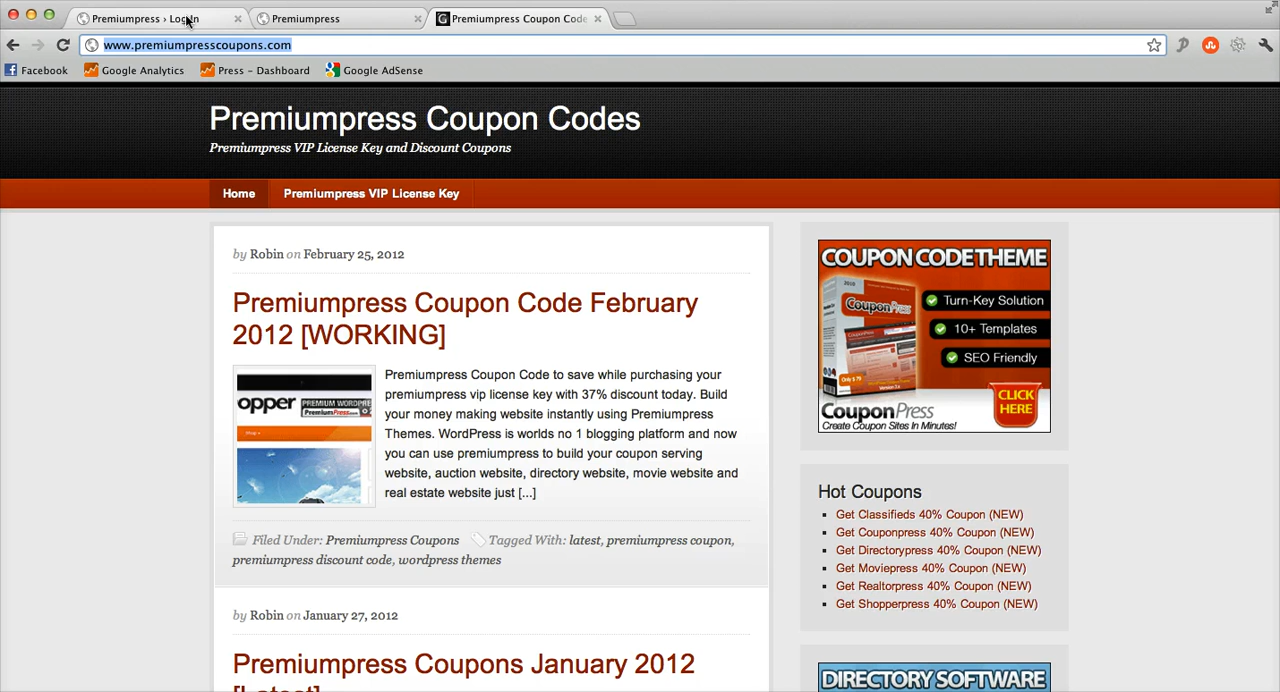 Premiumpress › Log In
Premiumpress
Premiumpress Coupon Code
www.premiumpresscoupons.com
Facebook
Google Analytics
Press – Dashboard
Google AdSense
Premiumpress Coupon Codes
Premiumpress VIP License Key and Discount Coupons
Home
Premiumpress VIP License Key
by Robin on February 25, 2012
Premiumpress Coupon Code February
2012 [WORKING]
opper
PREMIUM WORDPRE
PremiumPress.com
Premiumpress Coupon Code to save while purchasing your
premiumpress vip license key with 37% discount today. Build
your money making website instantly using Premiumpress
Themes. WordPress is worlds no 1 blogging platform and now
you can use premiumpress to build your coupon serving
website, auction website, directory website, movie website and
real estate website just [...]
Filed Under: Premiumpress Coupons
Tagged With: latest, premiumpress coupon,
premiumpress discount code, wordpress themes
by Robin on January 27, 2012
Premiumpress Coupons January 2012
[Latest]
COUPON CODE THEME
CouponPress
Turn-Key Solution
10+ Templates
SEO Friendly
Only $79
CouponPress
Create Coupon Sites In Minutes!
CLICK
HERE
Hot Coupons
Get Classifieds 40% Coupon (NEW)
Get Couponpress 40% Coupon (NEW)
Get Directorypress 40% Coupon (NEW)
Get Moviepress 40% Coupon (NEW)
Get Realtorpress 40% Coupon (NEW)
Get Shopperpress 40% Coupon (NEW)
DIRECTORY SOFTWARE